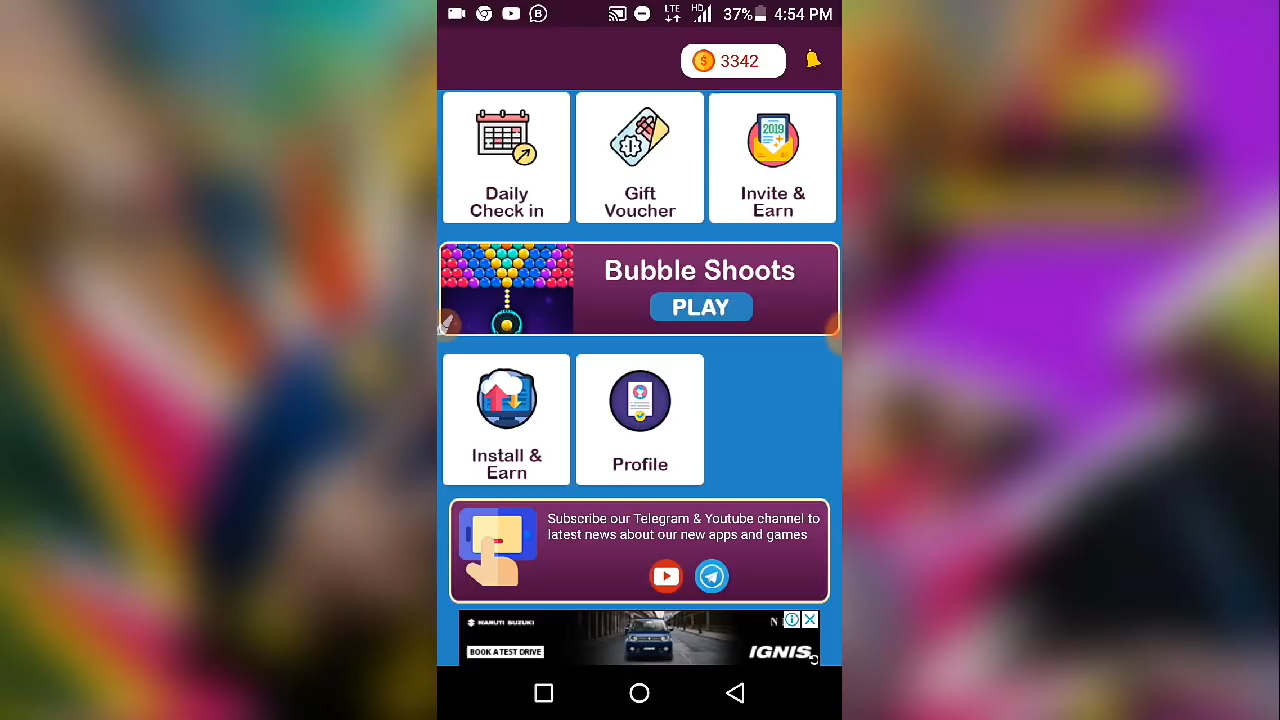 LTE HD 37% 4:54 PM
3342
Daily
Check in
Gift
Voucher
2019
Invite &
Earn
Bubble Shoots
PLAY
Install &
Earn
Profile
Subscribe our Telegram & Youtube channel to
latest news about our new apps and games
MARUTI SUZUKI
BOOK A TEST DRIVE
IGNIS